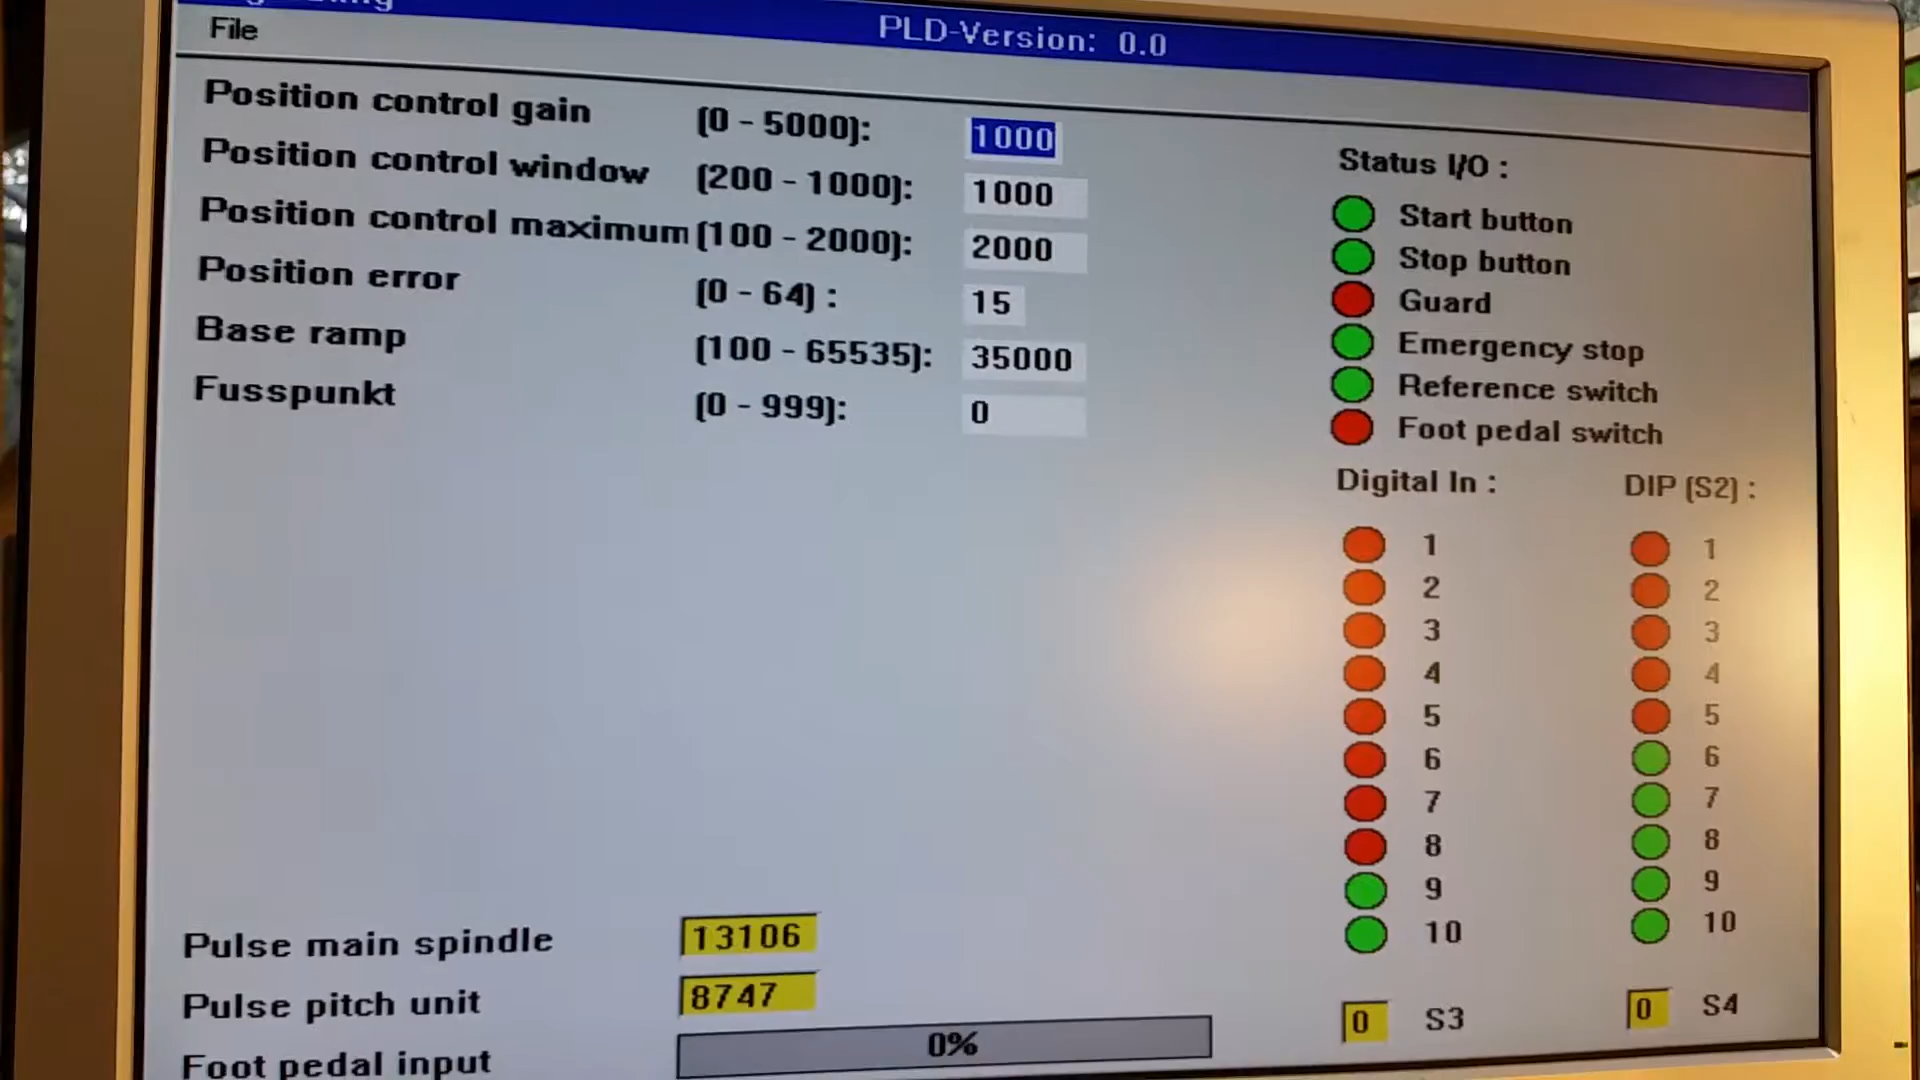 PLD-Version: 0.0
File
Position control gain (0 - 5000): 1000
Position control window (200 - 1000): 1000
Position control maximum (100 - 2000): 2000
Position error (0 - 64) : 15
Base ramp (100 - 65535): 35000
Fusspunkt (0 - 999): 0
Status I/O :
Start button
Stop button
Guard
Emergency stop
Reference switch
Foot pedal switch
Digital In : DIP (S2) :
1 1
2 2
3 3
4 4
5 5
6 6
7 7
8 8
9 9
10 10
0 S3 0 S4
Pulse main spindle 13106
Pulse pitch unit 8747
Foot pedal input 0%